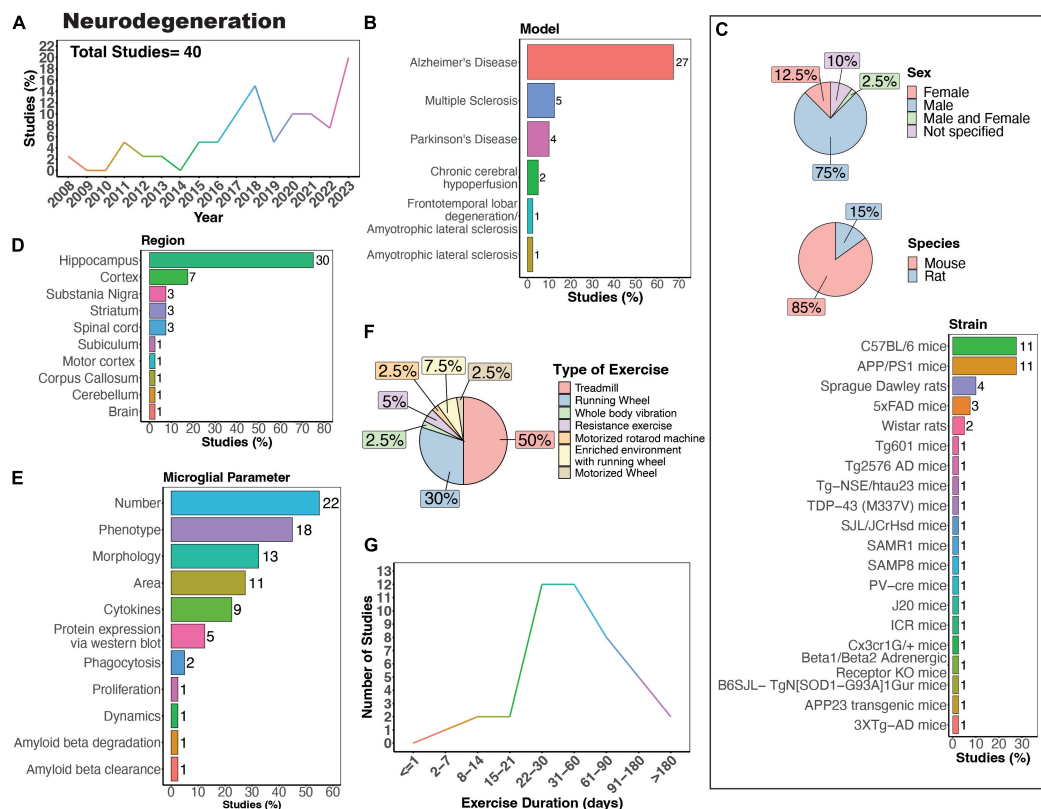 A Neurodegeneration
Total Studies= 40
Studies (%)
22
20
18
16
14
12
10
8
6
4
2
0
2008
2009
2010
2011
2012
2013
2014
2015
2016
2017
2018
2019
2020
2021
2022
2023
Year
B
Model
Alzheimer's Disease 27
Multiple Sclerosis 5
Parkinson's Disease 4
Chronic cerebral
hypoperfusion 2
Frontotemporal lobar
degeneration/ 1
Amyotrophic lateral sclerosis
Amyotrophic lateral sclerosis 1
0 10 20 30 40 50 60 70
Studies (%)
C
12.5%
10%
2.5%
75%
Sex
Female
Male
Male and Female
Not specified
15%
85%
Species
Mouse
Rat
Strain
C57BL/6 mice 11
APP/PS1 mice 11
Sprague Dawley rats 4
5xFAD mice 3
Wistar rats 2
Tg601 mice 1
Tg2576 AD mice 1
Tg-NSE/htau23 mice 1
TDP-43 (M337V) mice 1
SJL/JCrHsd mice 1
SAMR1 mice 1
SAMP8 mice 1
PV-cre mice 1
J20 mice 1
ICR mice 1
Cx3cr1G/+ mice 1
Beta1/Beta2 Adrenergic
Receptor KO mice 1
B6SJL- TgN[SOD1-G93A]1Gur mice 1
APP23 transgenic mice 1
3XTg-AD mice 1
0 10 20 30
Studies (%)
D
Region
Hippocampus 30
Cortex 7
Substania Nigra 3
Striatum 3
Spinal cord 3
Subiculum 1
Motor cortex 1
Corpus Callosum 1
Cerebellum 1
Brain 1
0 10 20 30 40 50 60 70 80
Studies (%)
E
Microglial Parameter
Number 22
Phenotype 18
Morphology 13
Area 11
Cytokines 9
Protein expression
via western blot 5
Phagocytosis 2
Proliferation 1
Dynamics 1
Amyloid beta degradation 1
Amyloid beta clearance 1
0 10 20 30 40 50 60
Studies (%)
F
2.5%
7.5%
2.5%
5%
2.5%
50%
30%
Type of Exercise
Treadmill
Running Wheel
Whole body vibration
Resistance exercise
Motorized rotarod machine
Enriched environment
with running wheel
Motorized Wheel
G
Number of Studies
13
12
11
10
9
8
7
6
5
4
3
2
1
0
<=1
2-7
8-14
15-21
22-30
31-60
61-90
91-180
>180
Exercise Duration (days)